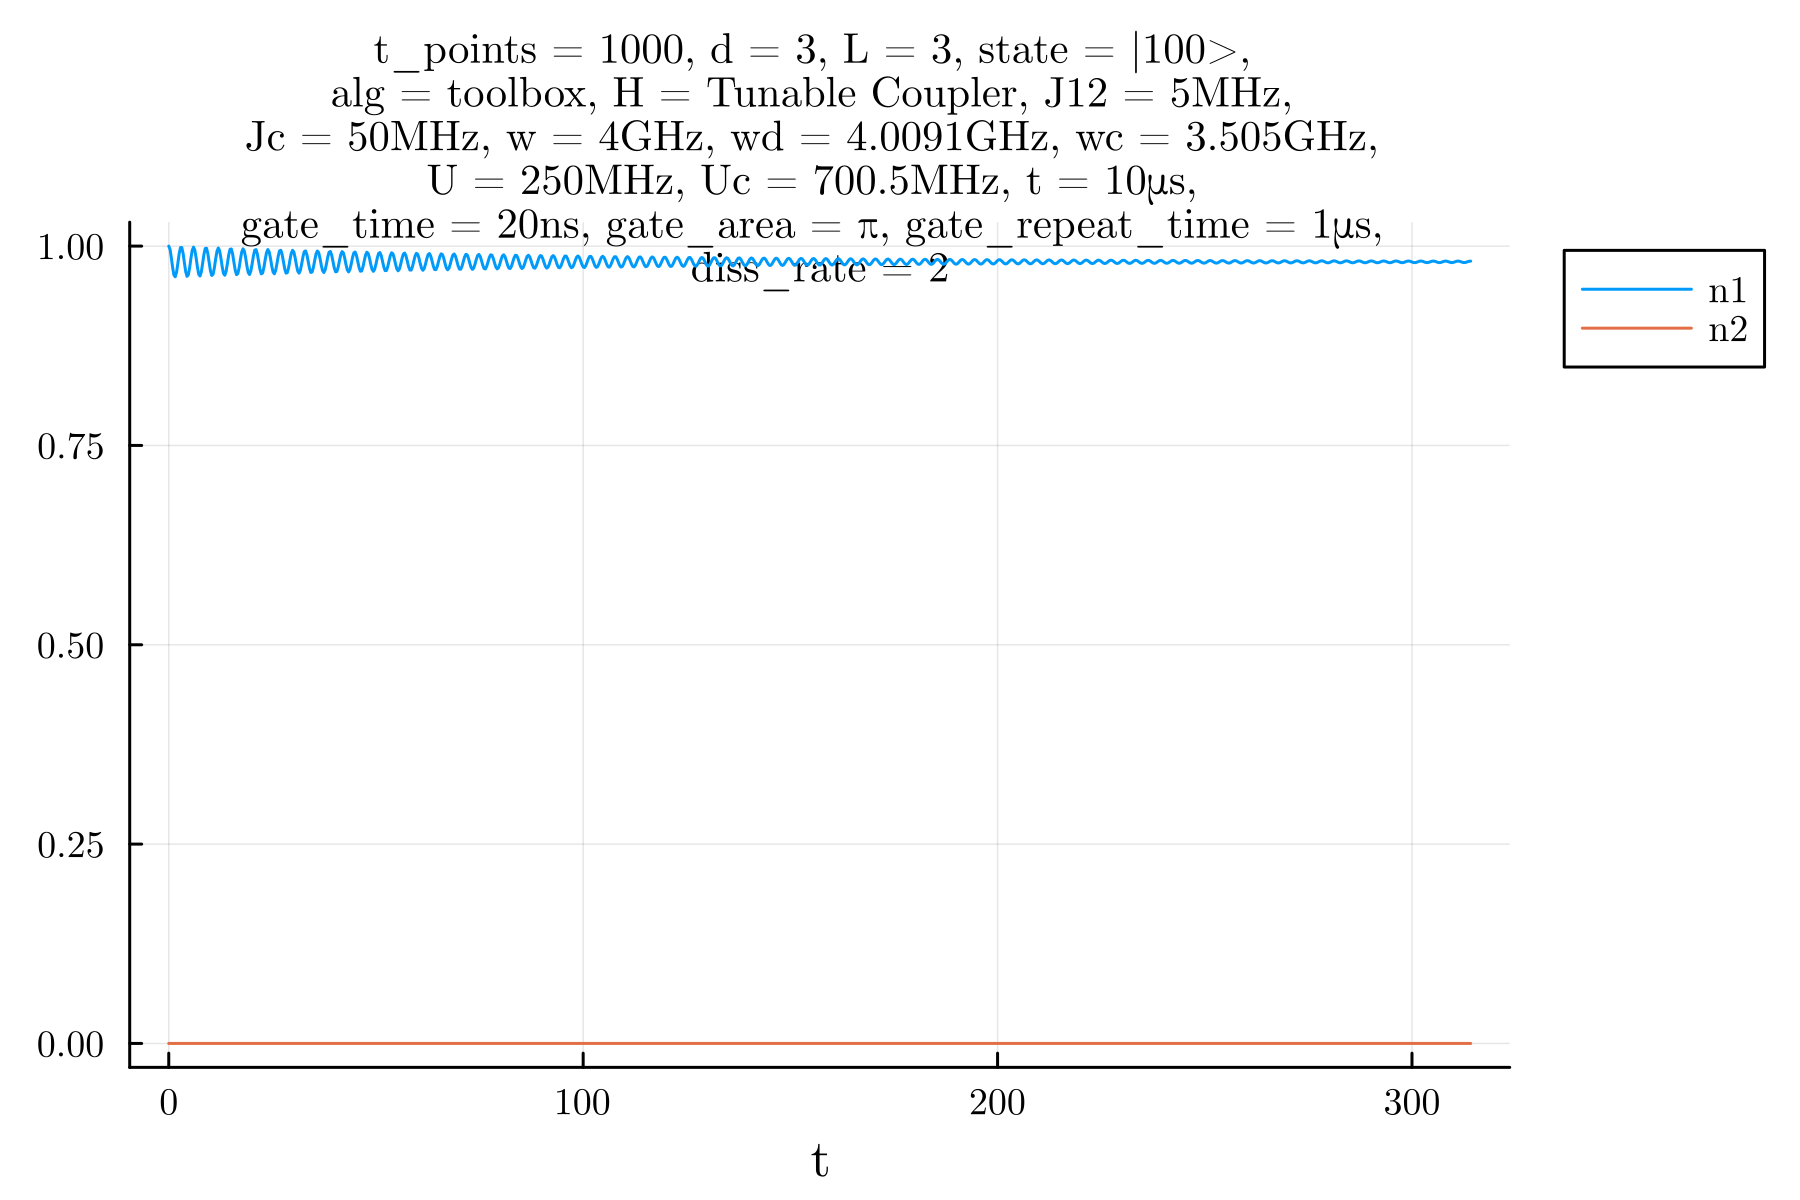 t_points = 1000, d = 3, L = 3, state = |100>,
alg = toolbox, H = Tunable Coupler, J12 = 5MHz,
Jc = 50MHz, w = 4GHz, wd = 4.0091GHz, wc = 3.505GHz,
U = 250MHz, Uc = 700.5MHz, t = 10μs,
gate_time = 20ns, gate_area = π, gate_repeat_time = 1μs,
diss_rate = 2
1.00
0.75
0.50
0.25
0.00
0
100
200
300
t
n1
n2